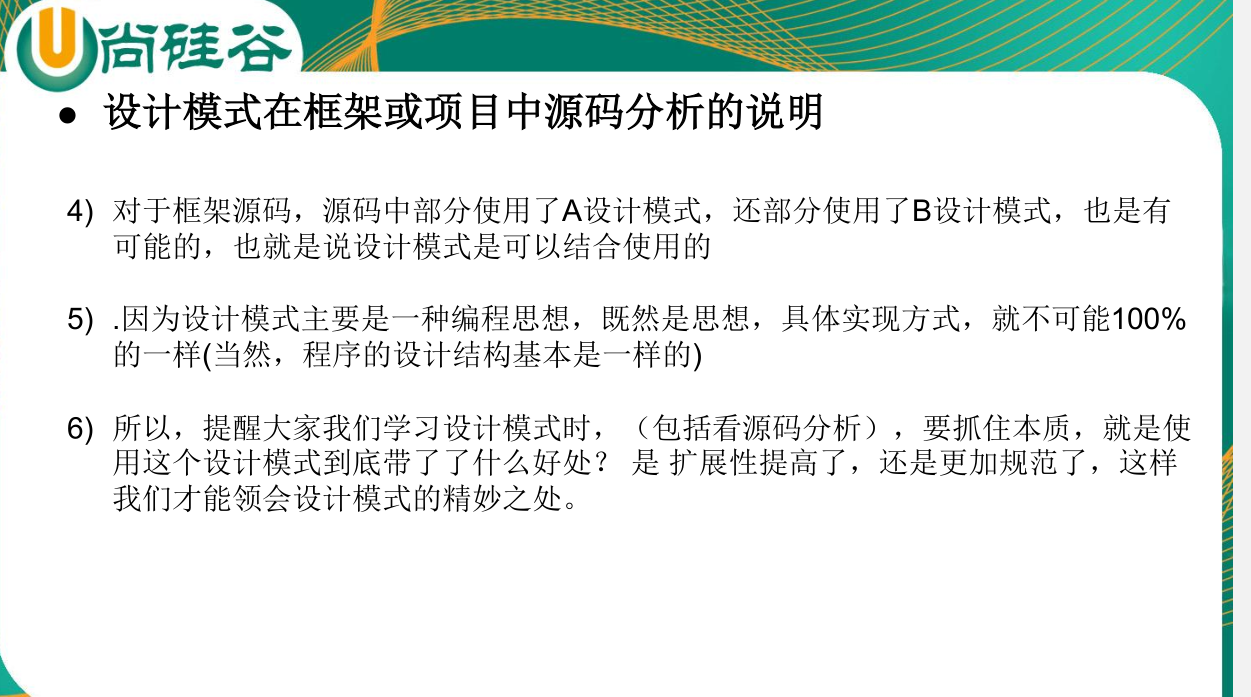 尚硅谷
● 设计模式在框架或项目中源码分析的说明
4) 对于框架源码，源码中部分使用了A设计模式，还部分使用了B设计模式，也是有
可能的，也就是说设计模式是可以结合使用的
5) .因为设计模式主要是一种编程思想，既然是思想，具体实现方式，就不可能100%
的一样(当然，程序的设计结构基本是一样的)
6) 所以，提醒大家我们学习设计模式时，（包括看源码分析），要抓住本质，就是使
用这个设计模式到底带了了什么好处？ 是 扩展性提高了，还是更加规范了，这样
我们才能领会设计模式的精妙之处。